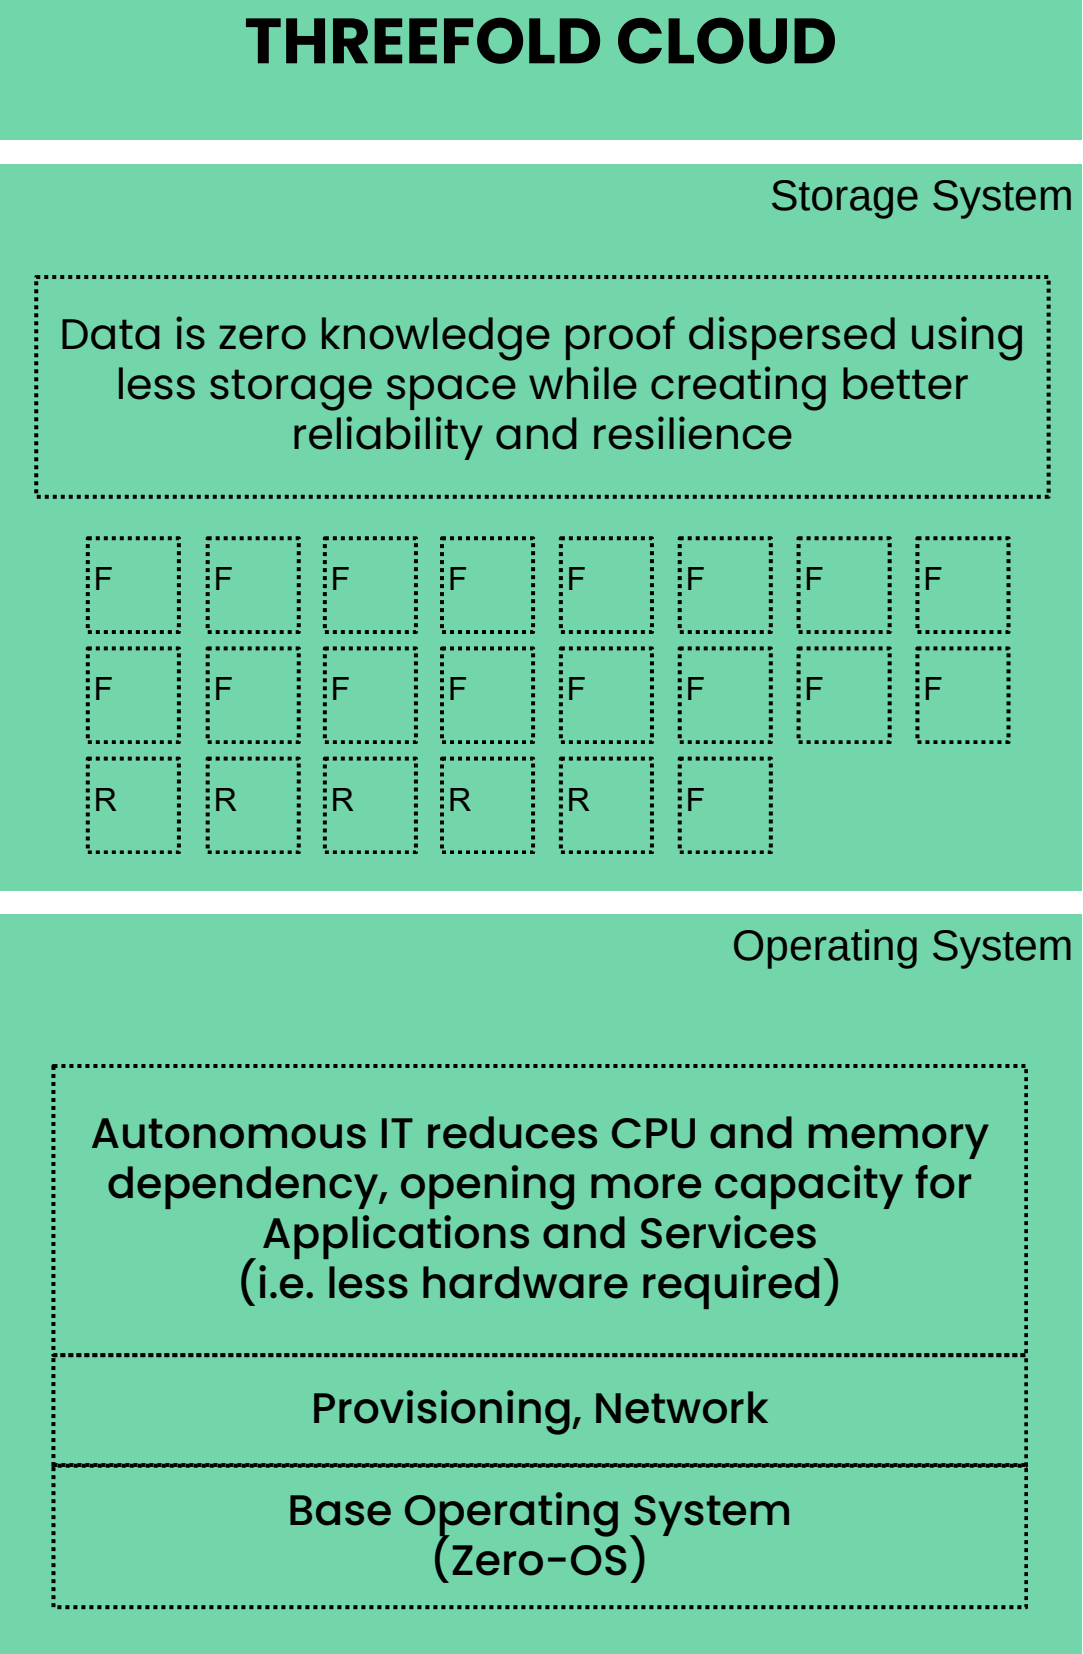 THREEFOLD CLOUD
Storage System
Data is zero knowledge proof dispersed using
less storage space while creating better
reliability and resilience
F F F F F F F F
F F F F F F F F
R R R R R F
Operating System
Autonomous IT reduces CPU and memory
dependency, opening more capacity for
Applications and Services
(i.e. less hardware required)
Provisioning, Network
Base Operating System
(Zero-OS)